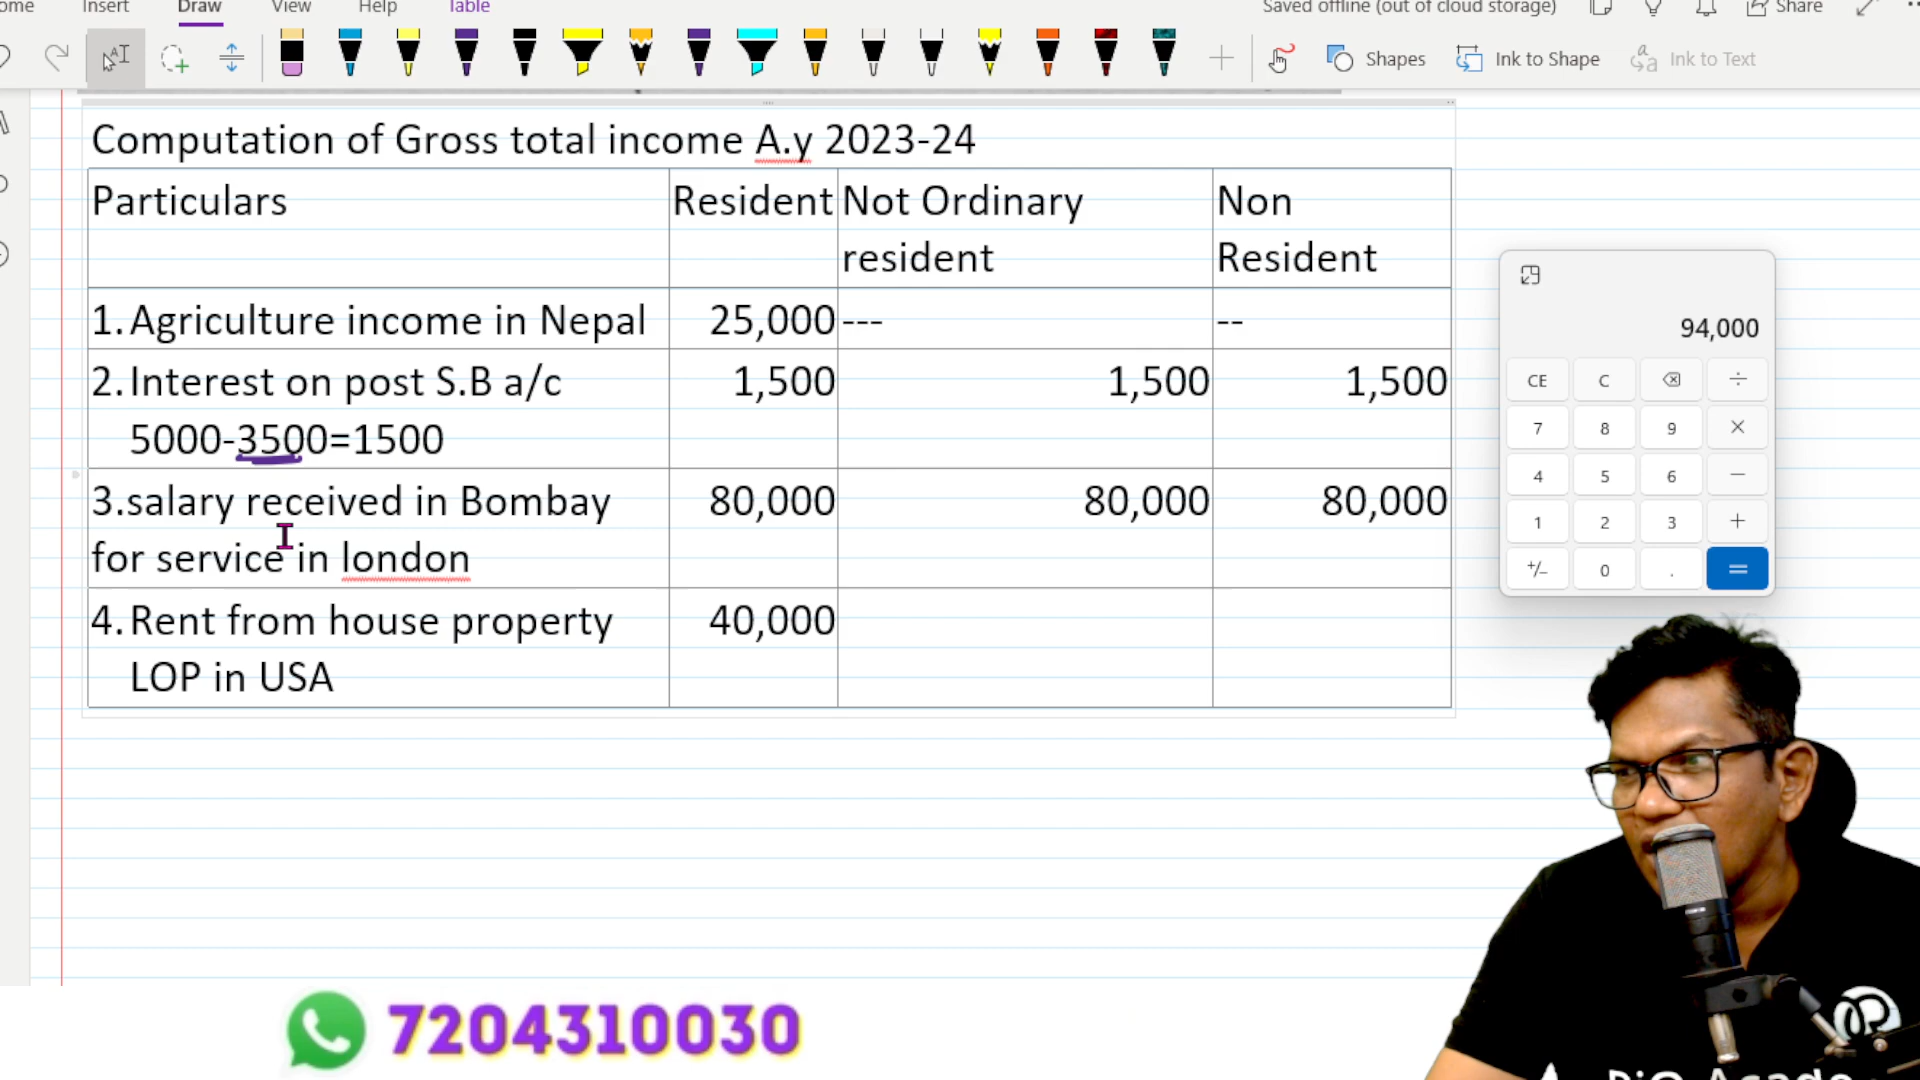 ome Insert Draw View Help Table Saved offline (out of cloud storage) Share
Shapes Ink to Shape Ink to Text
Computation of Gross total income A.y 2023-24
Particulars Resident Not Ordinary resident Non Resident
1. Agriculture income in Nepal 25,000 --- --
2. Interest on post S.B a/c 1,500 1,500 1,500
5000-3500=1500
3.salary received in Bombay 80,000 80,000 80,000
for service in london
4. Rent from house property 40,000
LOP in USA
94,000
CE C ÷
7 8 9 ×
4 5 6 −
1 2 3 +
+/− 0 . =
7204310030